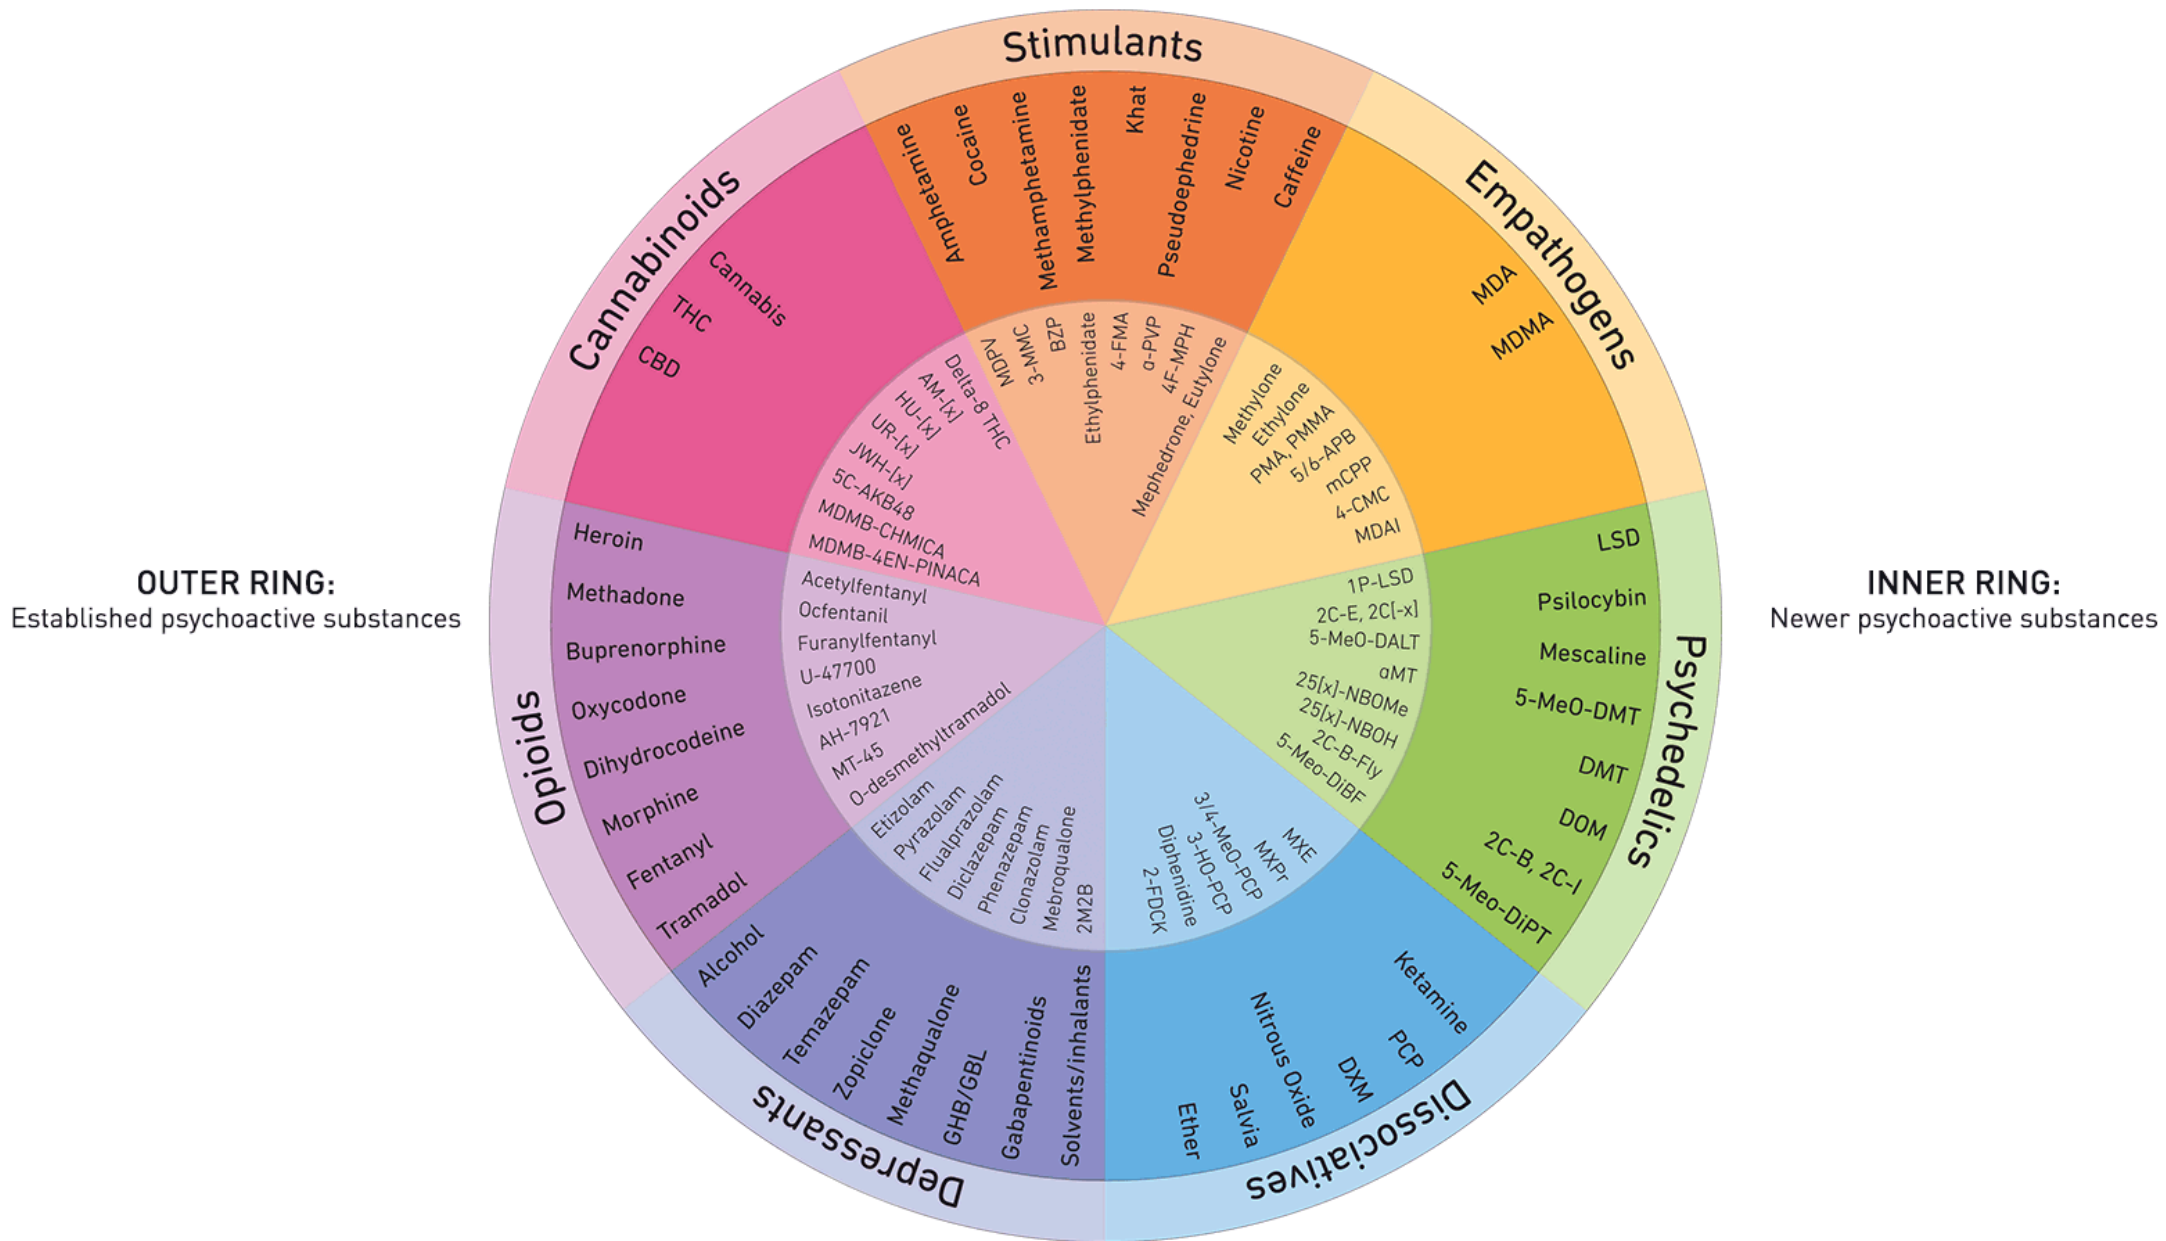 Stimulants
Amphetamine
Cocaine
Methamphetamine
Methylphenidate
Khat
Pseudoephedrine
Nicotine
Caffeine
MDPV
3-MMC
BZP
Ethylphenidate
4-FMA
α-PVP
4F-MPH
Mephedrone, Eutylone
Empathogens
MDA
MDMA
Methylone
Ethylone
PMA, PMMA
5/6-APB
mCPP
4-CMC
MDAI
Psychedelics
LSD
Psilocybin
Mescaline
5-MeO-DMT
DMT
DOM
2C-B, 2C-I
5-Meo-DiPT
1P-LSD
2C-E, 2C[-x]
5-MeO-DALT
αMT
25[x]-NBOMe
25[x]-NBOH
2C-B-Fly
5-Meo-DiBF
Dissociatives
Ketamine
PCP
DXM
Nitrous Oxide
Salvia
Ether
MXE
MXPr
3/4-MeO-PCP
3-HO-PCP
Diphenidine
2-FDCK
Depressants
Alcohol
Diazepam
Temazepam
Zopiclone
Methaqualone
GHB/GBL
Gabapentinoids
Solvents/inhalants
Etizolam
Pyrazolam
Flualprazolam
Diclazepam
Phenazepam
Clonazolam
Mebroqualone
2M2B
Opioids
Heroin
Methadone
Buprenorphine
Oxycodone
Dihydrocodeine
Morphine
Fentanyl
Tramadol
Acetylfentanyl
Ocfentanil
Furanylfentanyl
U-47700
Isotonitazene
AH-7921
MT-45
O-desmethyltramadol
Cannabinoids
Cannabis
THC
CBD
Delta-8 THC
AM-[x]
HU-[x]
UR-[x]
JWH-[x]
5C-AKB48
MDMB-CHMICA
MDMB-4EN-PINACA
OUTER RING:
Established psychoactive substances
INNER RING:
Newer psychoactive substances